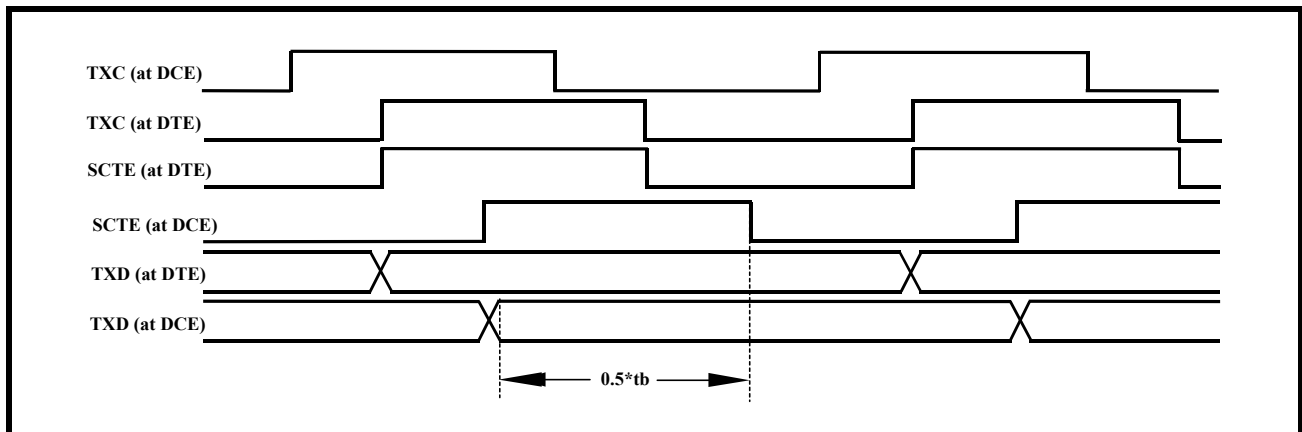 TXC (at DCE)
TXC (at DTE)
SCTE (at DTE)
SCTE (at DCE)
TXD (at DTE)
TXD (at DCE)
0.5*tb